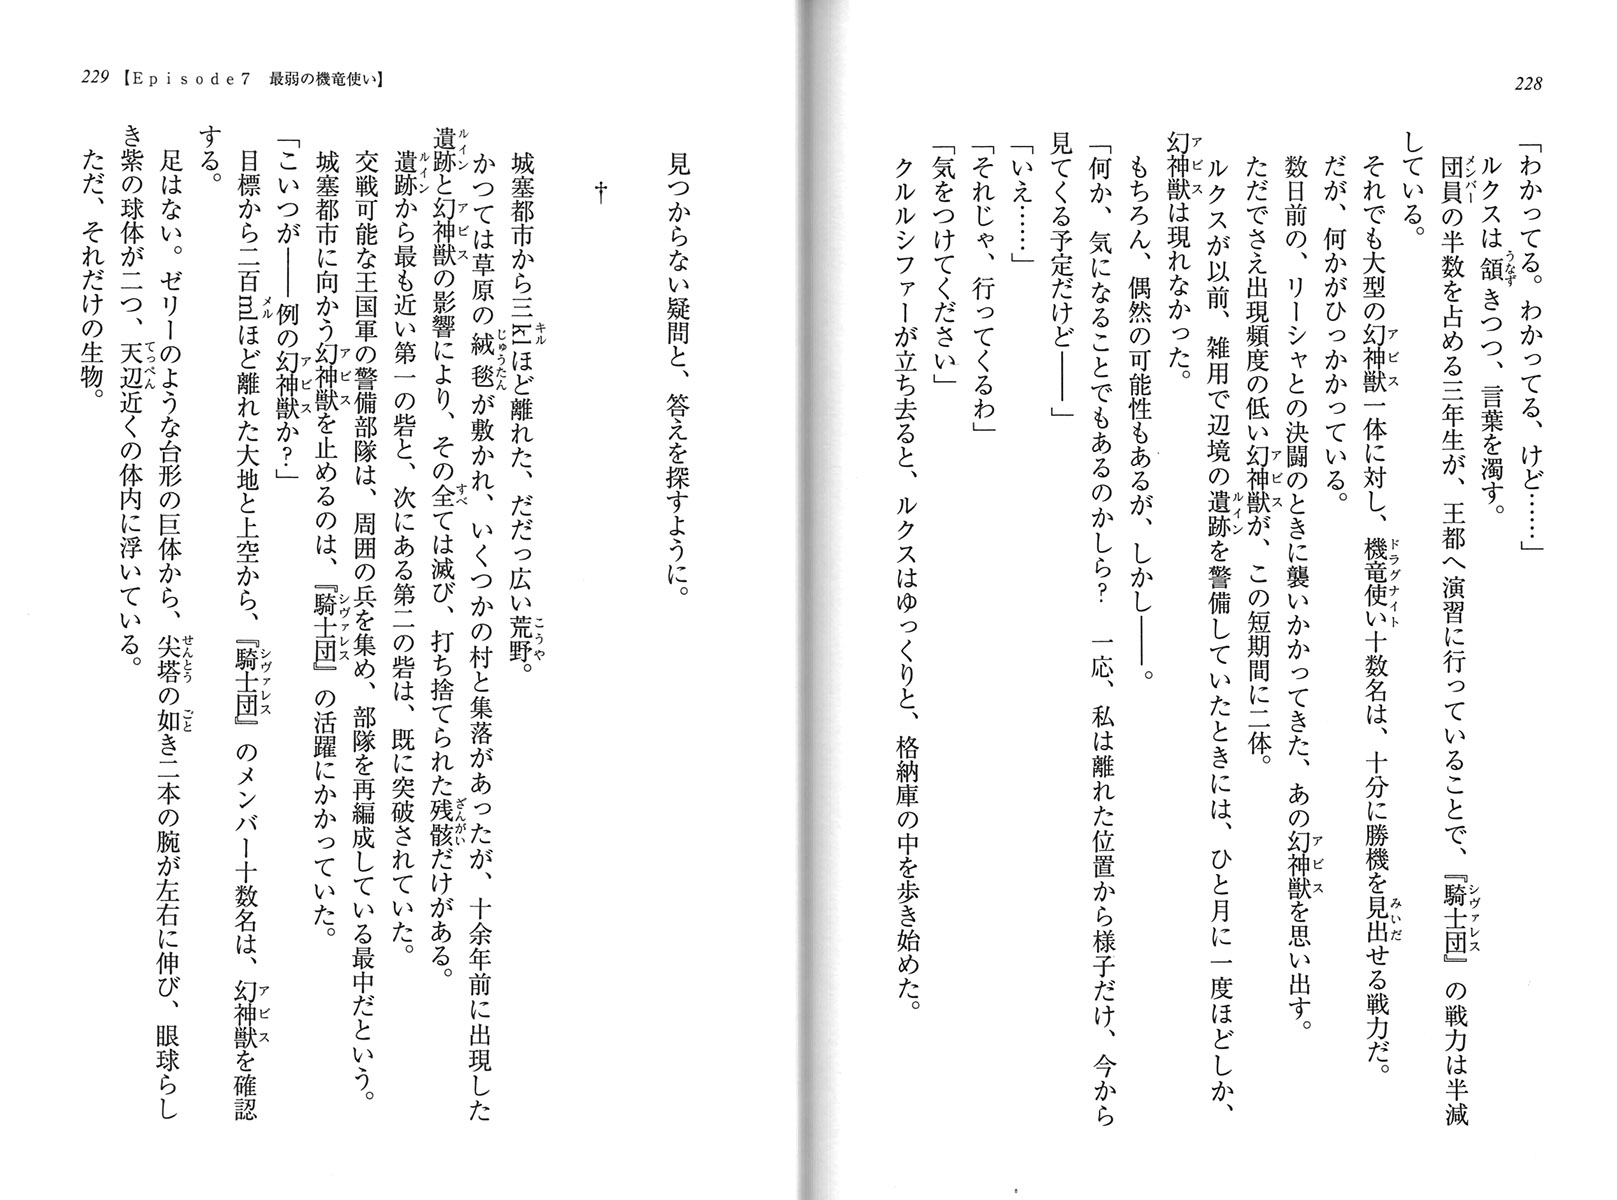 228
「わかってる。わかってる、けど……」
ルクスは頷きつつ、言葉を濁す。
団員の半数を占める三年生が、王都へ演習に行っていることで、『騎士団』の戦力は半減
している。
それでも大型の幻神獣一体に対し、機竜使い十数名は、十分に勝機を見出せる戦力だ。
だが、何かがひっかかっている。
数日前の、リーシャとの決闘のときに襲いかかってきた、あの幻神獣を思い出す。
ただでさえ出現頻度の低い幻神獣が、この短期間に二体。
ルクスが以前、雑用で辺境の遺跡を警備していたときには、ひと月に一度ほどしか、
幻神獣は現れなかった。
もちろん、偶然の可能性もあるが、しかし――。
「何か、気になることでもあるのかしら？　一応、私は離れた位置から様子だけ、今から
見てくる予定だけど――」
「いえ……」
「それじゃ、行ってくるわ」
「気をつけてください」
クルルシファーが立ち去ると、ルクスはゆっくりと、格納庫の中を歩き始めた。
229【Ｅｐｉｓｏｄｅ７　最弱の機竜使い】
見つからない疑問と、答えを探すように。
†
城塞都市から三klほど離れた、だだっ広い荒野。
かつては草原の絨毯が敷かれ、いくつかの村と集落があったが、十余年前に出現した
遺跡と幻神獣の影響により、その全ては滅び、打ち捨てられた残骸だけがある。
遺跡から最も近い第一の砦と、次にある第二の砦は、既に突破されていた。
交戦可能な王国軍の警備部隊は、周囲の兵を集め、部隊を再編成している最中だという。
城塞都市に向かう幻神獣を止めるのは、『騎士団』の活躍にかかっていた。
「こいつが――例の幻神獣か？」
目標から二百mlほど離れた大地と上空から、『騎士団』のメンバー十数名は、幻神獣を確認
する。
足はない。ゼリーのような台形の巨体から、尖塔の如き二本の腕が左右に伸び、眼球らし
き紫の球体が二つ、天辺近くの体内に浮いている。
ただ、それだけの生物。